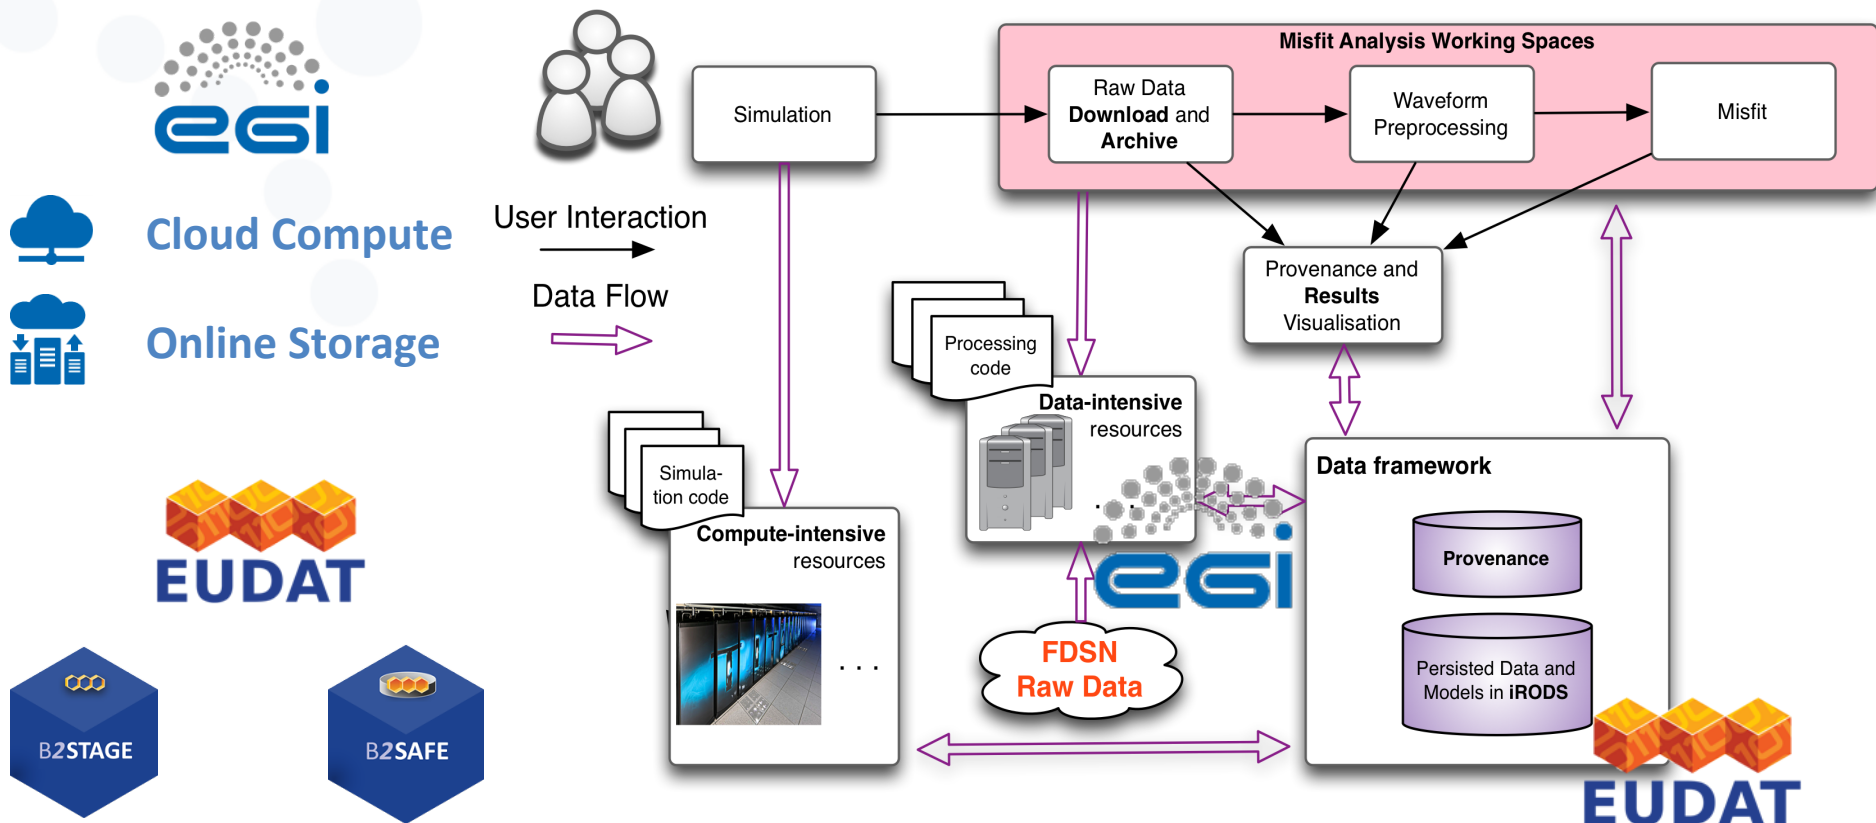 egi
Cloud Compute
Online Storage
EUDAT
B2STAGE
B2SAFE
User Interaction
Data Flow
Simulation
Misfit Analysis Working Spaces
Raw Data
Download and
Archive
Waveform
Preprocessing
Misfit
Provenance and
Results
Visualisation
Processing
code
Data-intensive
resources
. .
Simula-
tion code
Compute-intensive
resources
. . .
egi
FDSN
Raw Data
Data framework
Provenance
Persisted Data and
Models in iRODS
EUDAT